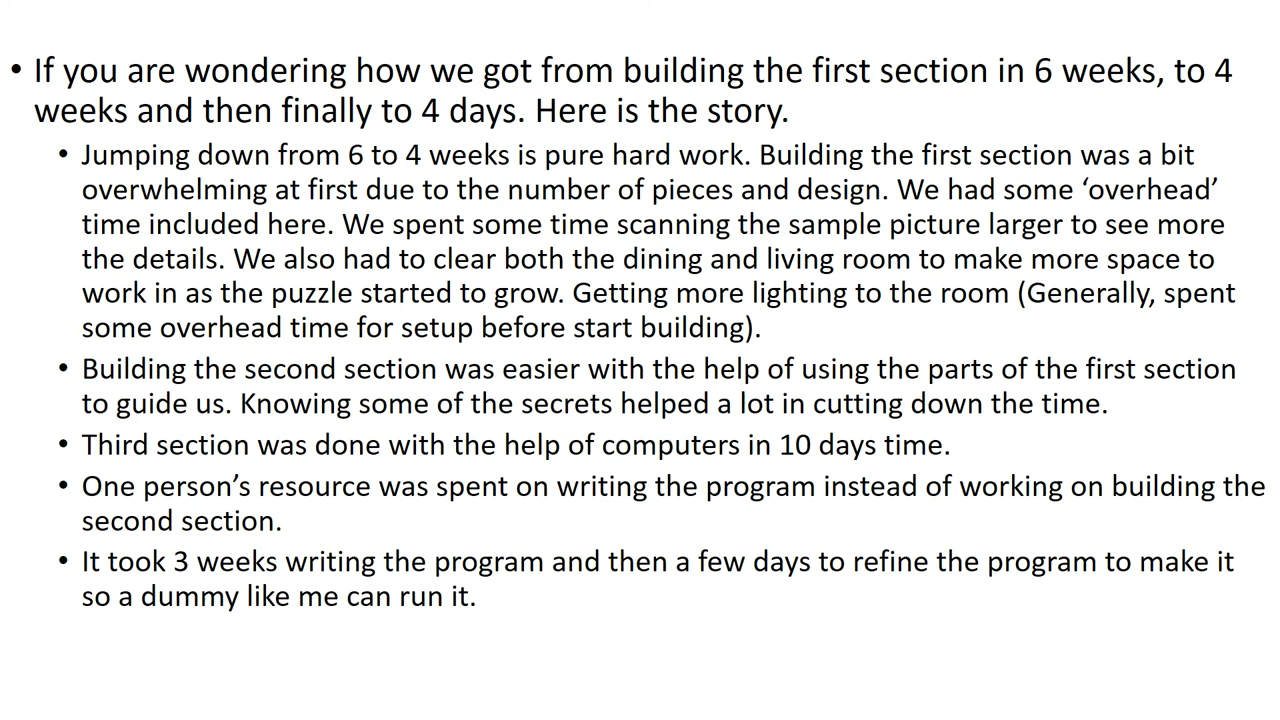 • If you are wondering how we got from building the first section in 6 weeks, to 4
weeks and then finally to 4 days. Here is the story.
• Jumping down from 6 to 4 weeks is pure hard work. Building the first section was a bit
overwhelming at first due to the number of pieces and design. We had some ‘overhead’
time included here. We spent some time scanning the sample picture larger to see more
the details. We also had to clear both the dining and living room to make more space to
work in as the puzzle started to grow. Getting more lighting to the room (Generally, spent
some overhead time for setup before start building).
• Building the second section was easier with the help of using the parts of the first section
to guide us. Knowing some of the secrets helped a lot in cutting down the time.
• Third section was done with the help of computers in 10 days time.
• One person’s resource was spent on writing the program instead of working on building the
second section.
• It took 3 weeks writing the program and then a few days to refine the program to make it
so a dummy like me can run it.